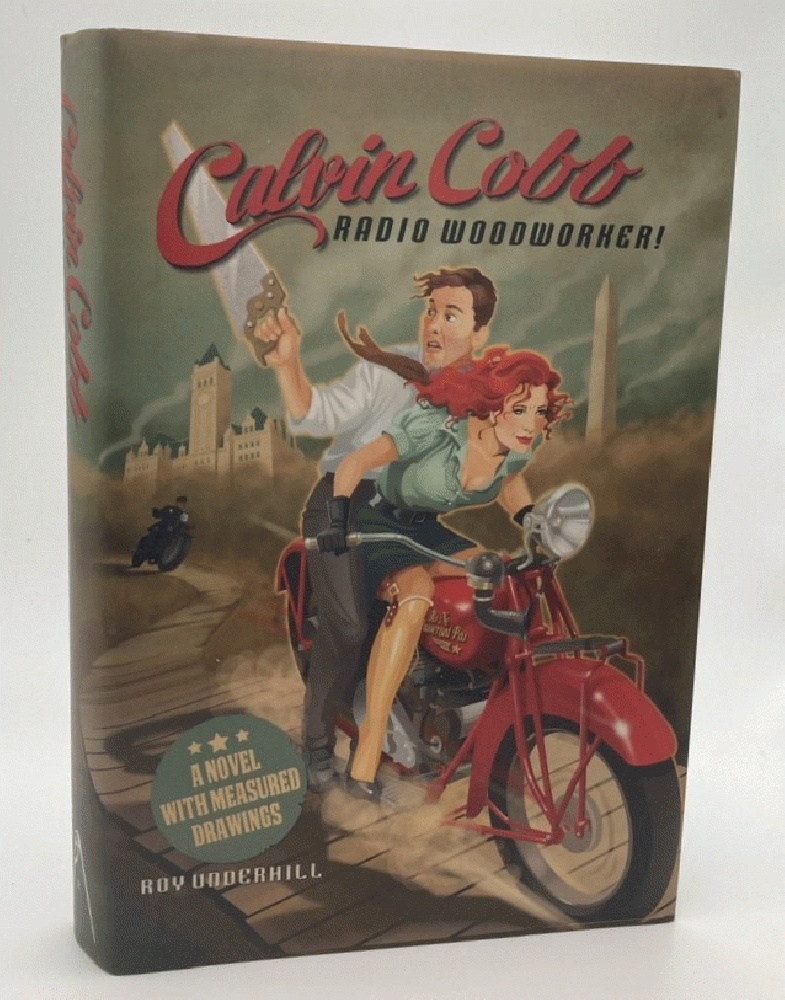 Calvin Cobb
Calvin Cobb
RADIO WOODWORKER!
A NOVEL
WITH MEASURED
DRAWINGS
ROY UNDERHILL